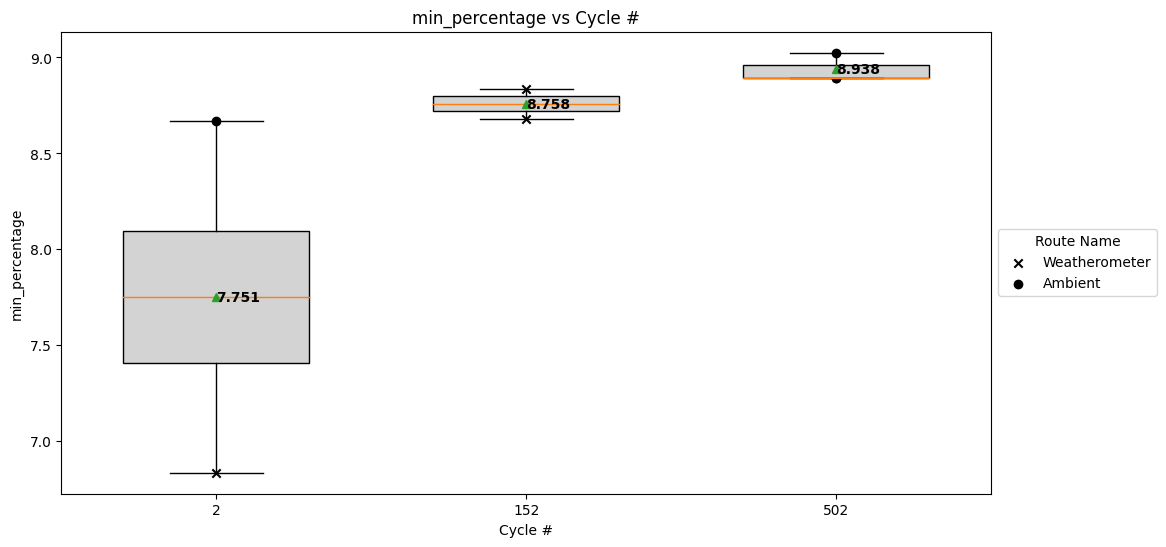 min_percentage vs Cycle #
min_percentage
9.0
8.5
8.0
7.5
7.0
7.751
8.758
8.938
2
152
502
Cycle #
Route Name
Weatherometer
Ambient